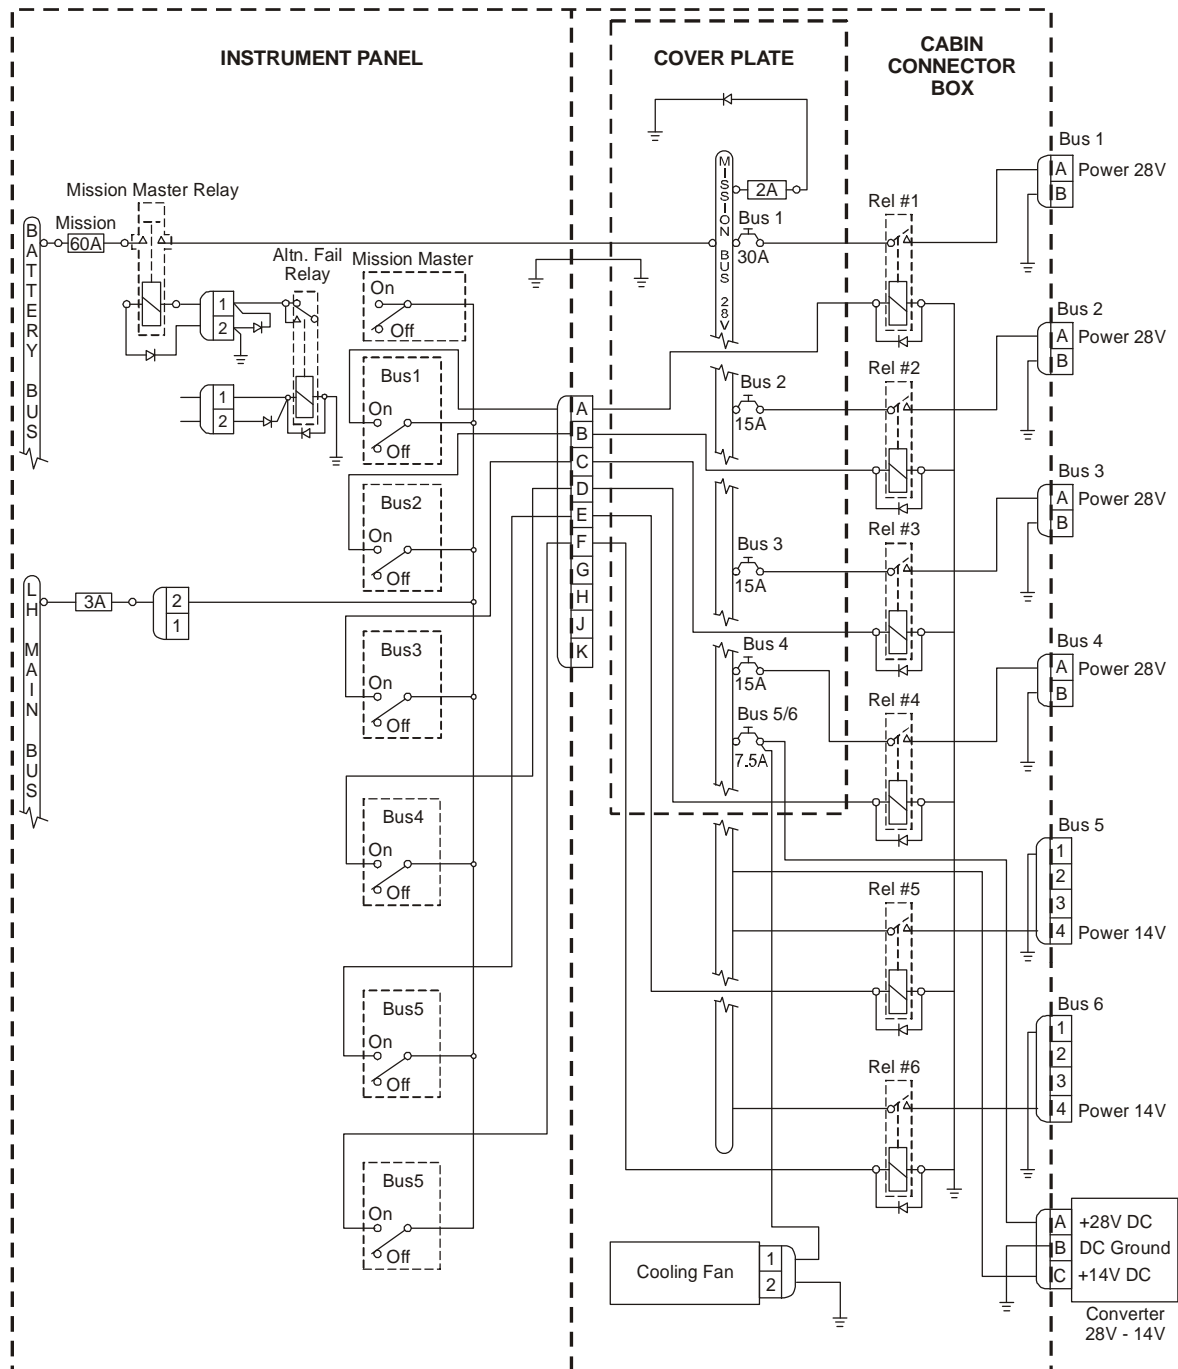 INSTRUMENT PANEL
COVER PLATE
CABIN
CONNECTOR
BOX
Mission Master Relay
Mission
60A
BATTERY BUS
Altn. Fail
Relay
1
2
1
2
Mission Master
On
Off
Bus1
On
Off
Bus2
On
Off
LH MAIN BUS
3A
2
1
Bus3
On
Off
Bus4
On
Off
Bus5
On
Off
Bus5
On
Off
A
B
C
D
E
F
G
H
J
K
MISSION BUS 28V
2A
Bus 1
30A
Bus 2
15A
Bus 3
15A
Bus 4
15A
Bus 5/6
7.5A
Rel #1
Rel #2
Rel #3
Rel #4
Rel #5
Rel #6
Bus 1
A Power 28V
B
Bus 2
A Power 28V
B
Bus 3
A Power 28V
B
Bus 4
A Power 28V
B
Bus 5
1
2
3
4 Power 14V
Bus 6
1
2
3
4 Power 14V
Cooling Fan
1
2
A +28V DC
B DC Ground
C +14V DC
Converter
28V - 14V